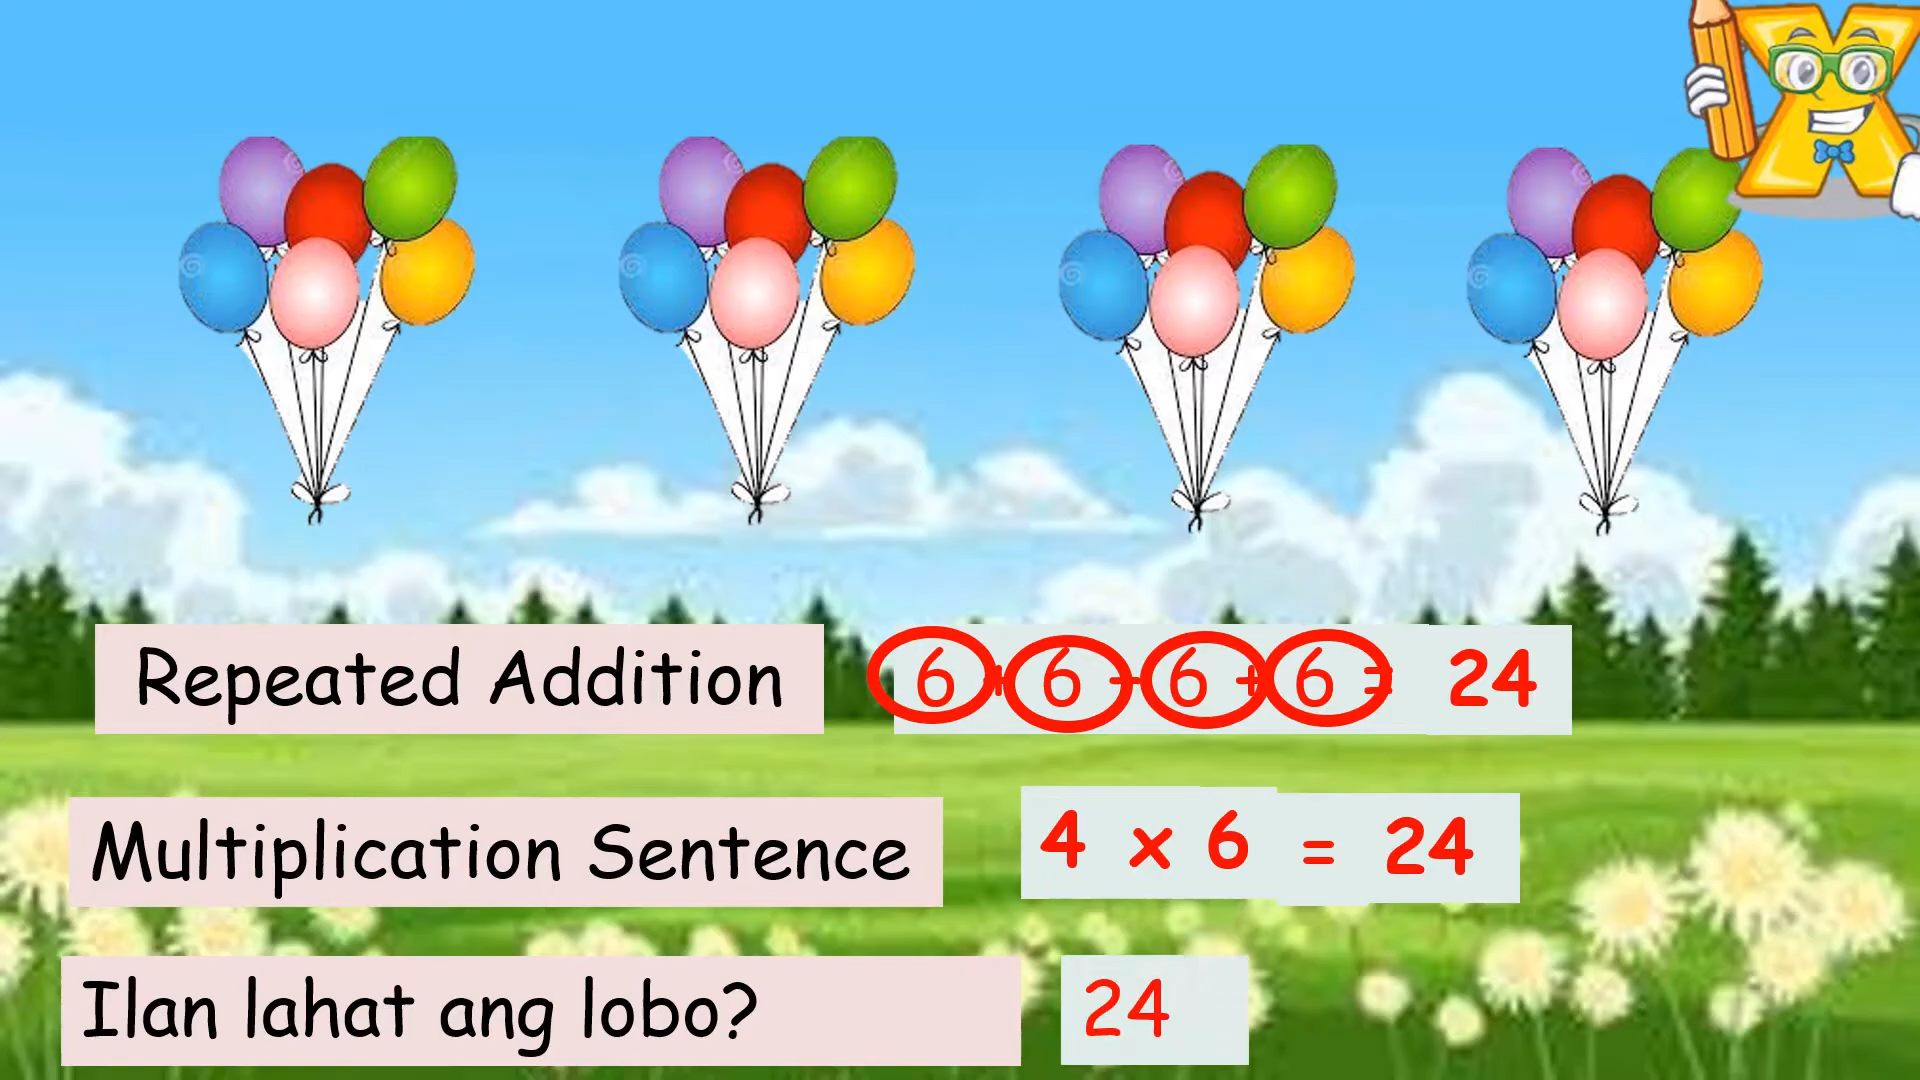 Repeated Addition 6 + 6 + 6 + 6 = 24
Multiplication Sentence 4 x 6 = 24
Ilan lahat ang lobo? 24